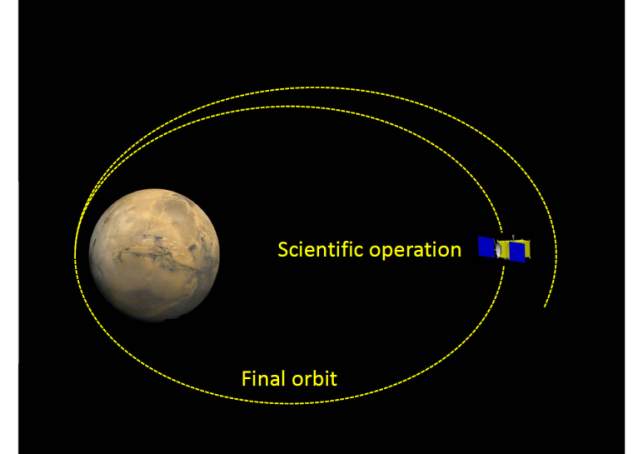 Scientific operation
Final orbit